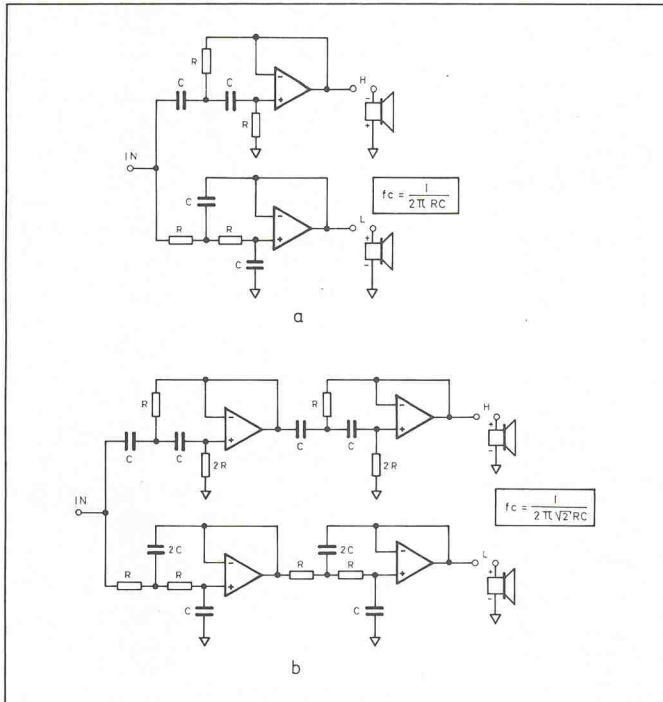 R
C
C
R
H
-
+
-
+
IN
C
R
R
C
L
+
-
-
+
fc = 1 / 2π RC
a
R
C
C
2R
R
C
C
2R
H
+
-
-
+
-
+
IN
fc = 1 / 2π√2 RC
2C
R
R
C
2C
R
R
C
L
+
-
-
+
-
+
b